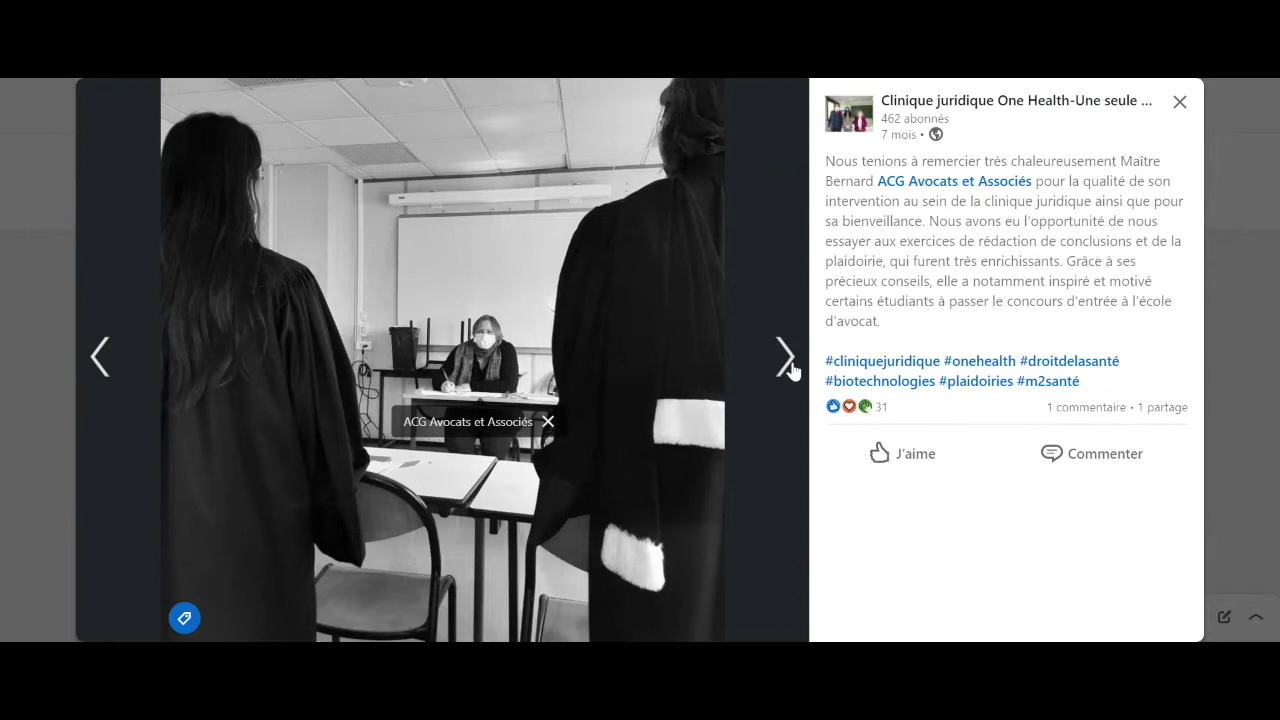 Clinique juridique One Health-Une seule ...
462 abonnés
7 mois •
Nous tenions à remercier très chaleureusement Maître
Bernard ACG Avocats et Associés pour la qualité de son
intervention au sein de la clinique juridique ainsi que pour
sa bienveillance. Nous avons eu l'opportunité de nous
essayer aux exercices de rédaction de conclusions et de la
plaidoirie, qui furent très enrichissants. Grâce à ses
précieux conseils, elle a notamment inspiré et motivé
certains étudiants à passer le concours d'entrée à l'école
d'avocat.
#cliniquejuridique #onehealth #droitdelasanté
#biotechnologies #plaidoiries #m2santé
31
1 commentaire • 1 partage
J'aime
Commenter
ACG Avocats et Associés